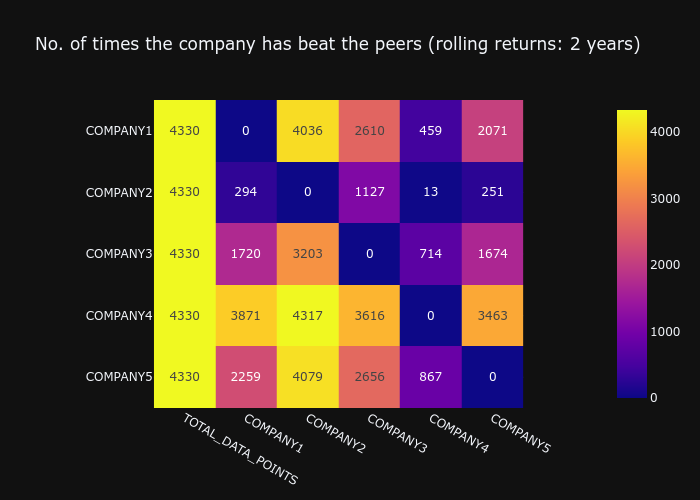 No. of times the company has beat the peers (rolling returns: 2 years)
COMPANY1 4330 0 4036 2610 459 2071
COMPANY2 4330 294 0 1127 13 251
COMPANY3 4330 1720 3203 0 714 1674
COMPANY4 4330 3871 4317 3616 0 3463
COMPANY5 4330 2259 4079 2656 867 0
TOTAL_DATA_POINTS COMPANY1 COMPANY2 COMPANY3 COMPANY4 COMPANY5
4000
3000
2000
1000
0